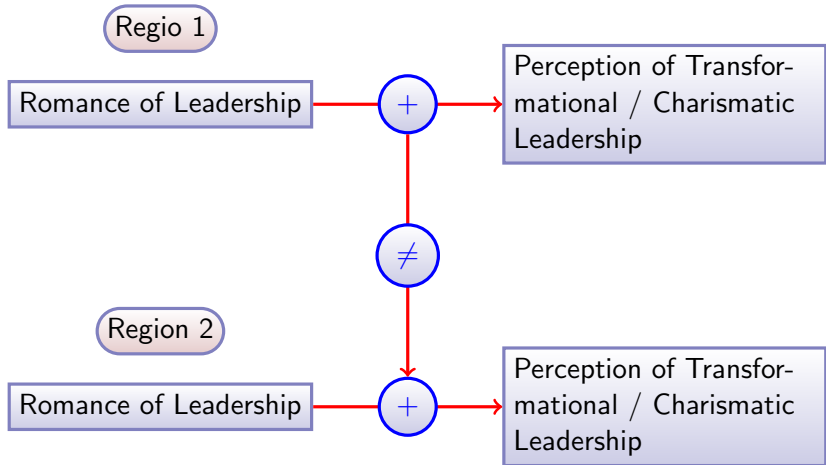 Regio 1
Romance of Leadership
+
Perception of Transfor-
mational / Charismatic
Leadership
≠
Region 2
Romance of Leadership
+
Perception of Transfor-
mational / Charismatic
Leadership